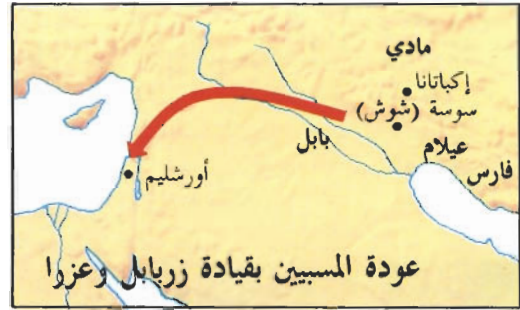 مادي
إكباتانا
سوسة (شوش)
عيلام
بابل
فارس
أورشليم
عودة المسبيين بقيادة زربابل وعزرا